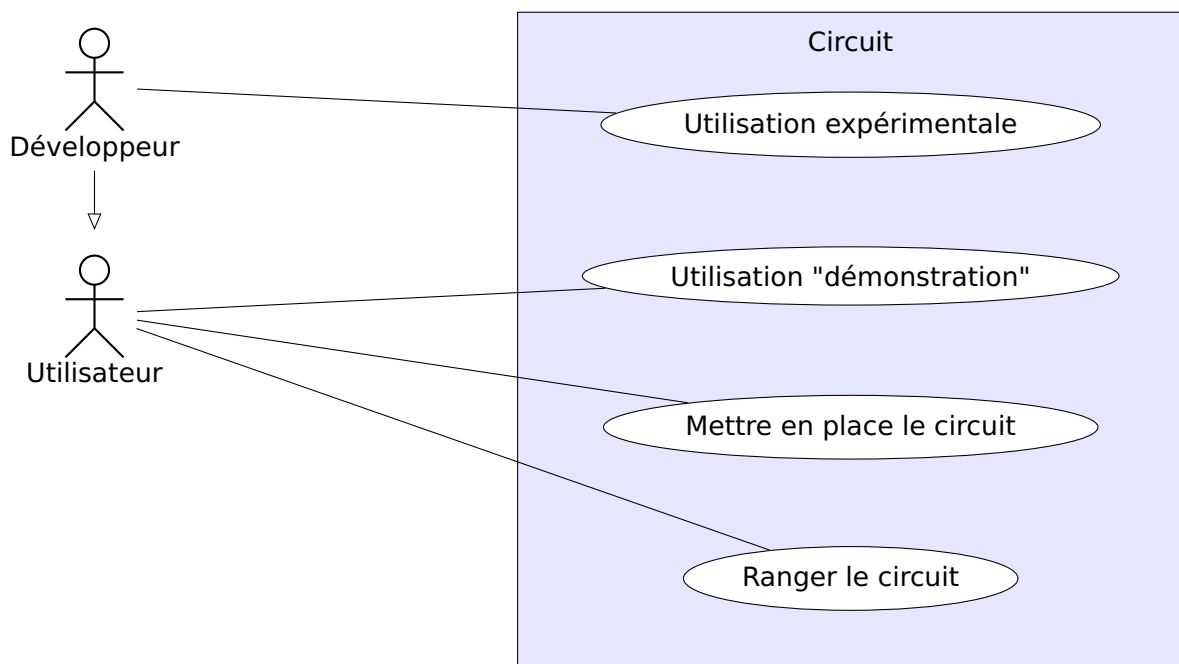 Circuit
Développeur
Utilisation expérimentale
Utilisateur
Utilisation "démonstration"
Mettre en place le circuit
Ranger le circuit